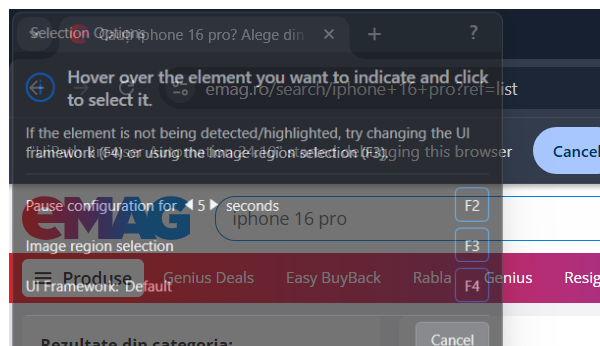 Selection Options
Cauți iphone 16 pro? Alege din
?
Hover over the element you want to indicate and click
to select it.
emag.ro/search/iphone+16+pro?ref=list
If the element is not being detected/highlighted, try changing the UI
framework (F4) or using the Image region selection (F3).
started debugging this browser
Cancel
Pause configuration for 5 seconds
F2
eMAG
iphone 16 pro
Image region selection
F3
Produse
Genius Deals
Easy BuyBack
Rabla
Genius
Resig
UI Framework: Default
F4
Cancel
Rezultate din categoria: